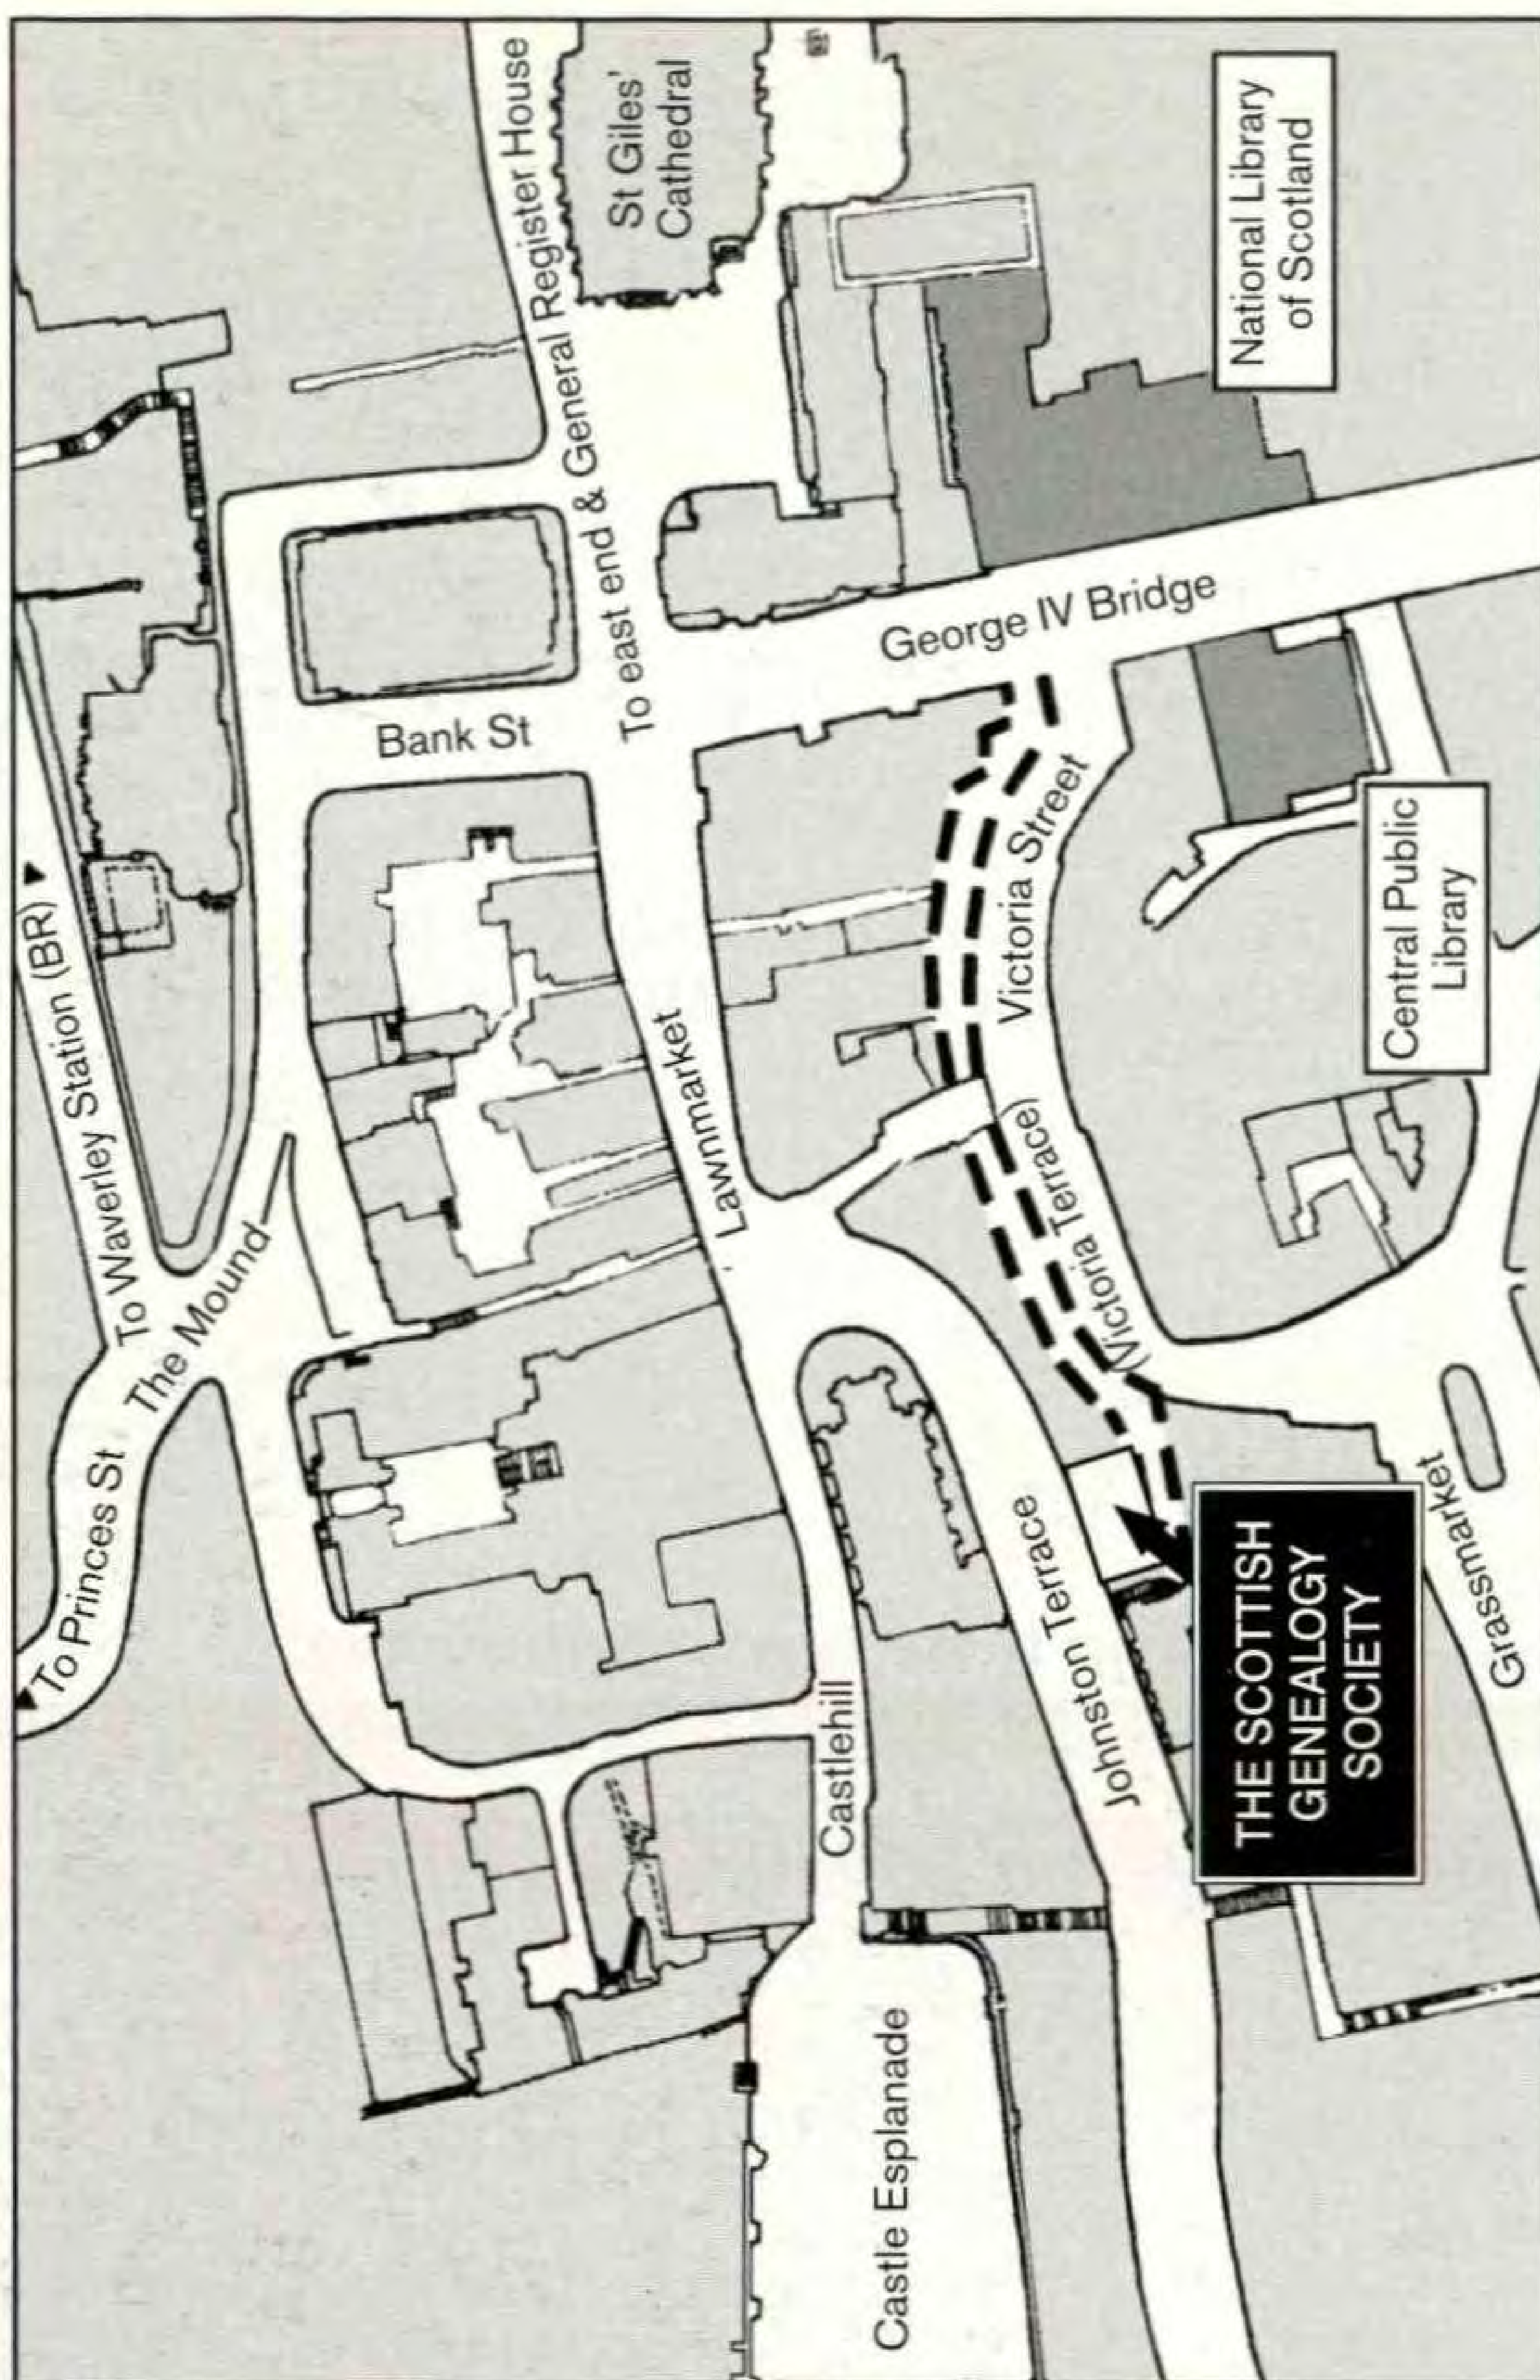 To Princes St
The Mound
To Waverley Station (BR)
Bank St
To east end & General Register House
St Giles'
Cathedral
Lawnmarket
Castlehill
Castle Esplanade
Johnston Terrace
George IV Bridge
Victoria Street
(Victoria Terrace)
National Library
of Scotland
Central Public
Library
THE SCOTTISH
GENEALOGY
SOCIETY
Grassmarket